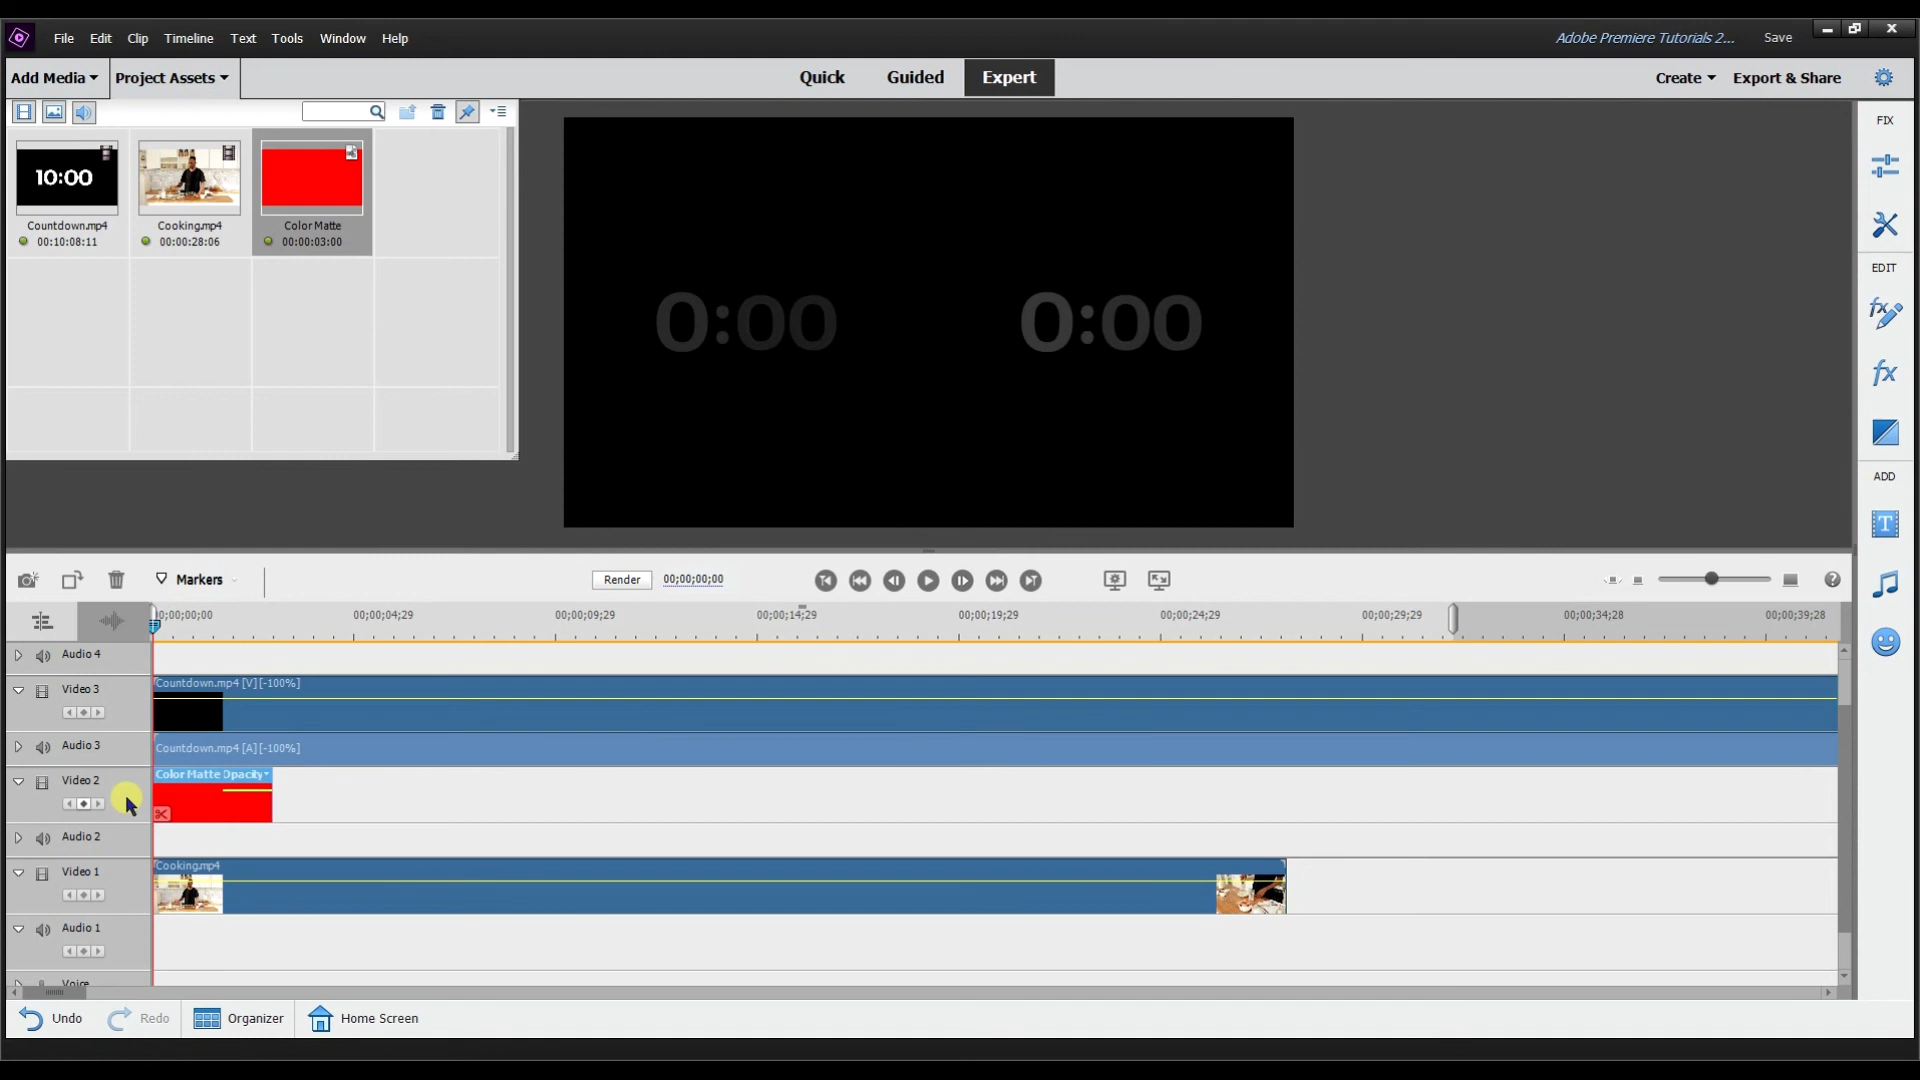 File Edit Clip Timeline Text Tools Window Help
Adobe Premiere Tutorials 2... Save
Add Media Project Assets
Quick Guided Expert
Create Export & Share
FIX
10:00
Countdown.mp4
00:10:08:11
Cooking.mp4
00:00:28:06
Color Matte
00:00:03:00
0:00 0:00
EDIT
fx
fx
ADD
T
Markers
Render 00;00;00;00
?
00;00;00;00 00;00;04;29 00;00;09;29 00;00;14;29 00;00;19;29 00;00;24;29 00;00;29;29 00;00;34;28 00;00;39;28
Audio 4
Video 3
Countdown.mp4 [V] [-100%]
Audio 3
Countdown.mp4 [A] [-100%]
Video 2
Color Matte Opacity
Audio 2
Video 1
Cooking.mp4
Audio 1
Voice
Undo Redo Organizer Home Screen